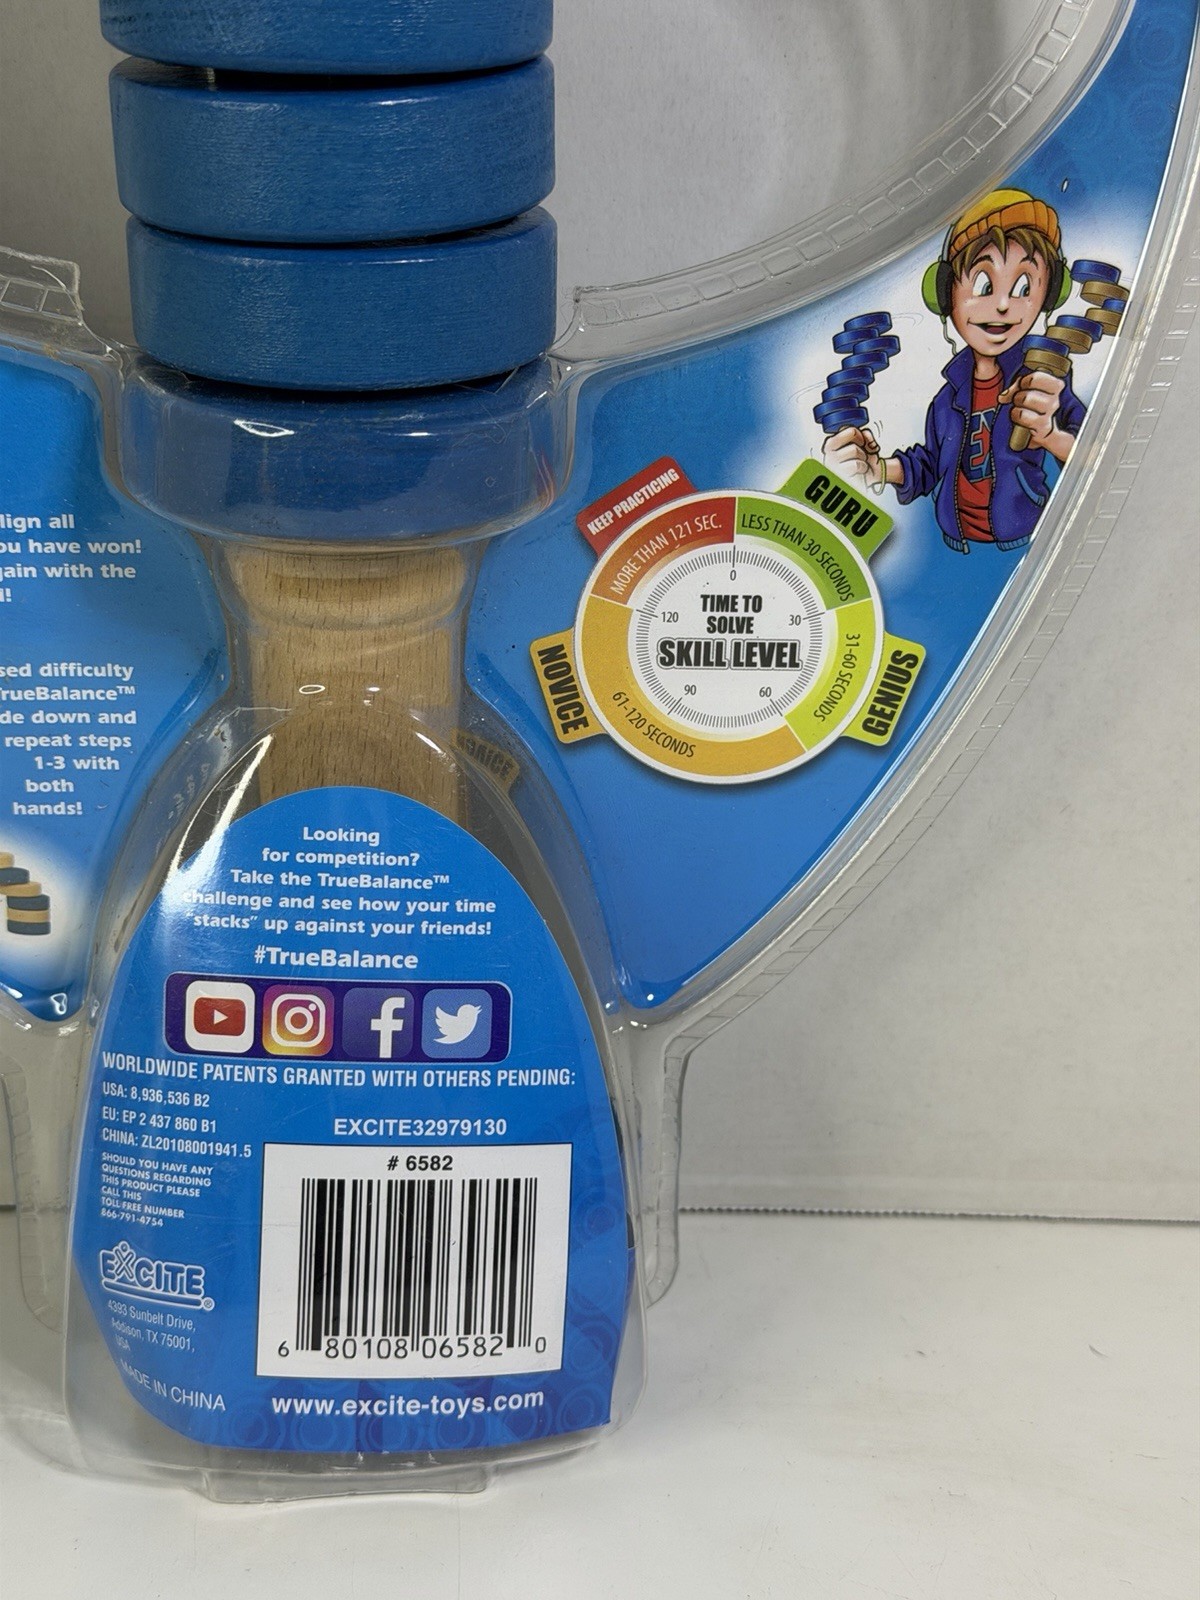 lign all
ou have won!
gain with the
d!
sed difficulty
TrueBalance™
de down and
repeat steps
1-3 with
both
hands!
KEEP PRACTICING
GURU
MORE THAN 121 SEC.
LESS THAN 30 SECONDS
0
120
30
TIME TO
SOLVE
SKILL LEVEL
90
60
31-60 SECONDS
61-120 SECONDS
NOVICE
GENIUS
Looking
for competition?
Take the TrueBalance™
challenge and see how your time
"stacks" up against your friends!
#TrueBalance
WORLDWIDE PATENTS GRANTED WITH OTHERS PENDING:
USA: 8,936,536 B2
EU: EP 2 437 860 B1
CHINA: ZL20108001941.5
SHOULD YOU HAVE ANY
QUESTIONS REGARDING
THIS PRODUCT PLEASE
CALL THIS
TOLL-FREE NUMBER
866-791-4754
EXCITE®
4393 Sunbelt Drive,
Addison, TX 75001,
USA
MADE IN CHINA
EXCITE32979130
# 6582
6 80108 06582 0
www.excite-toys.com